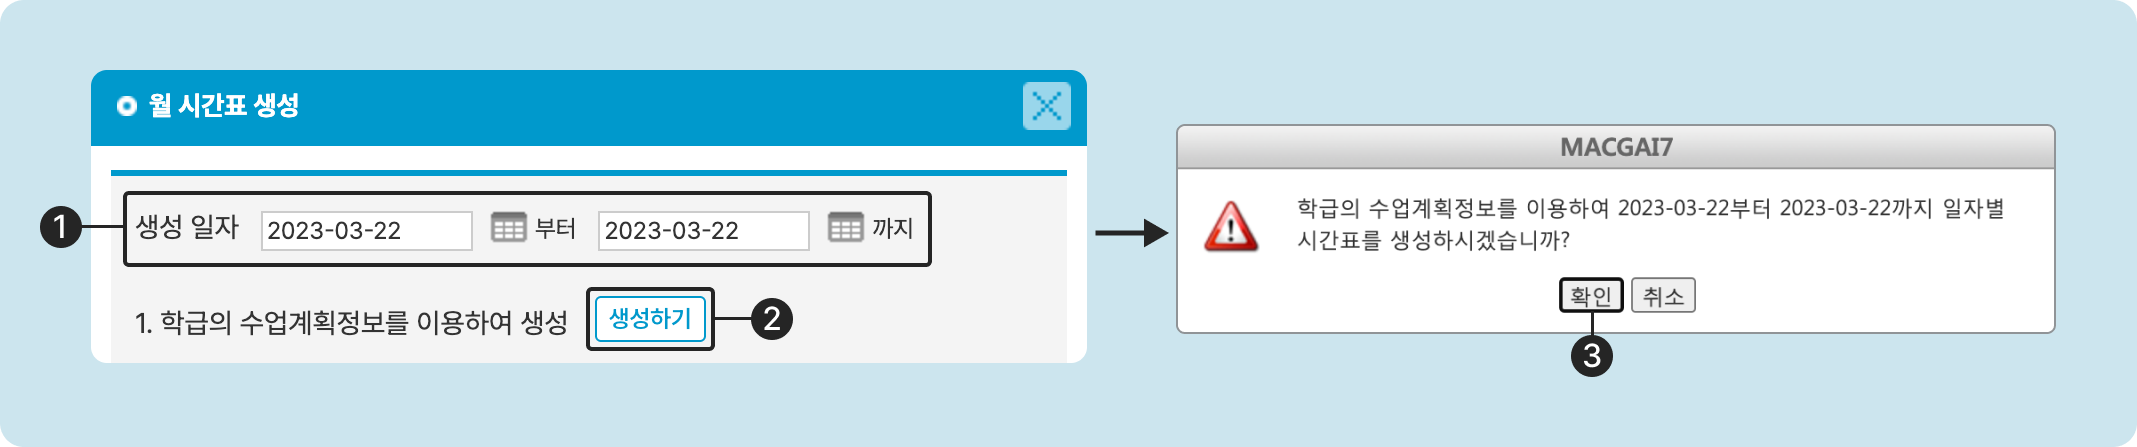 월 시간표 생성
1 생성 일자 2023-03-22 부터 2023-03-22 까지
1. 학급의 수업계획정보를 이용하여 생성 생성하기 2
MACGAI7
학급의 수업계획정보를 이용하여 2023-03-22부터 2023-03-22까지 일자별
시간표를 생성하시겠습니까?
확인 취소
3